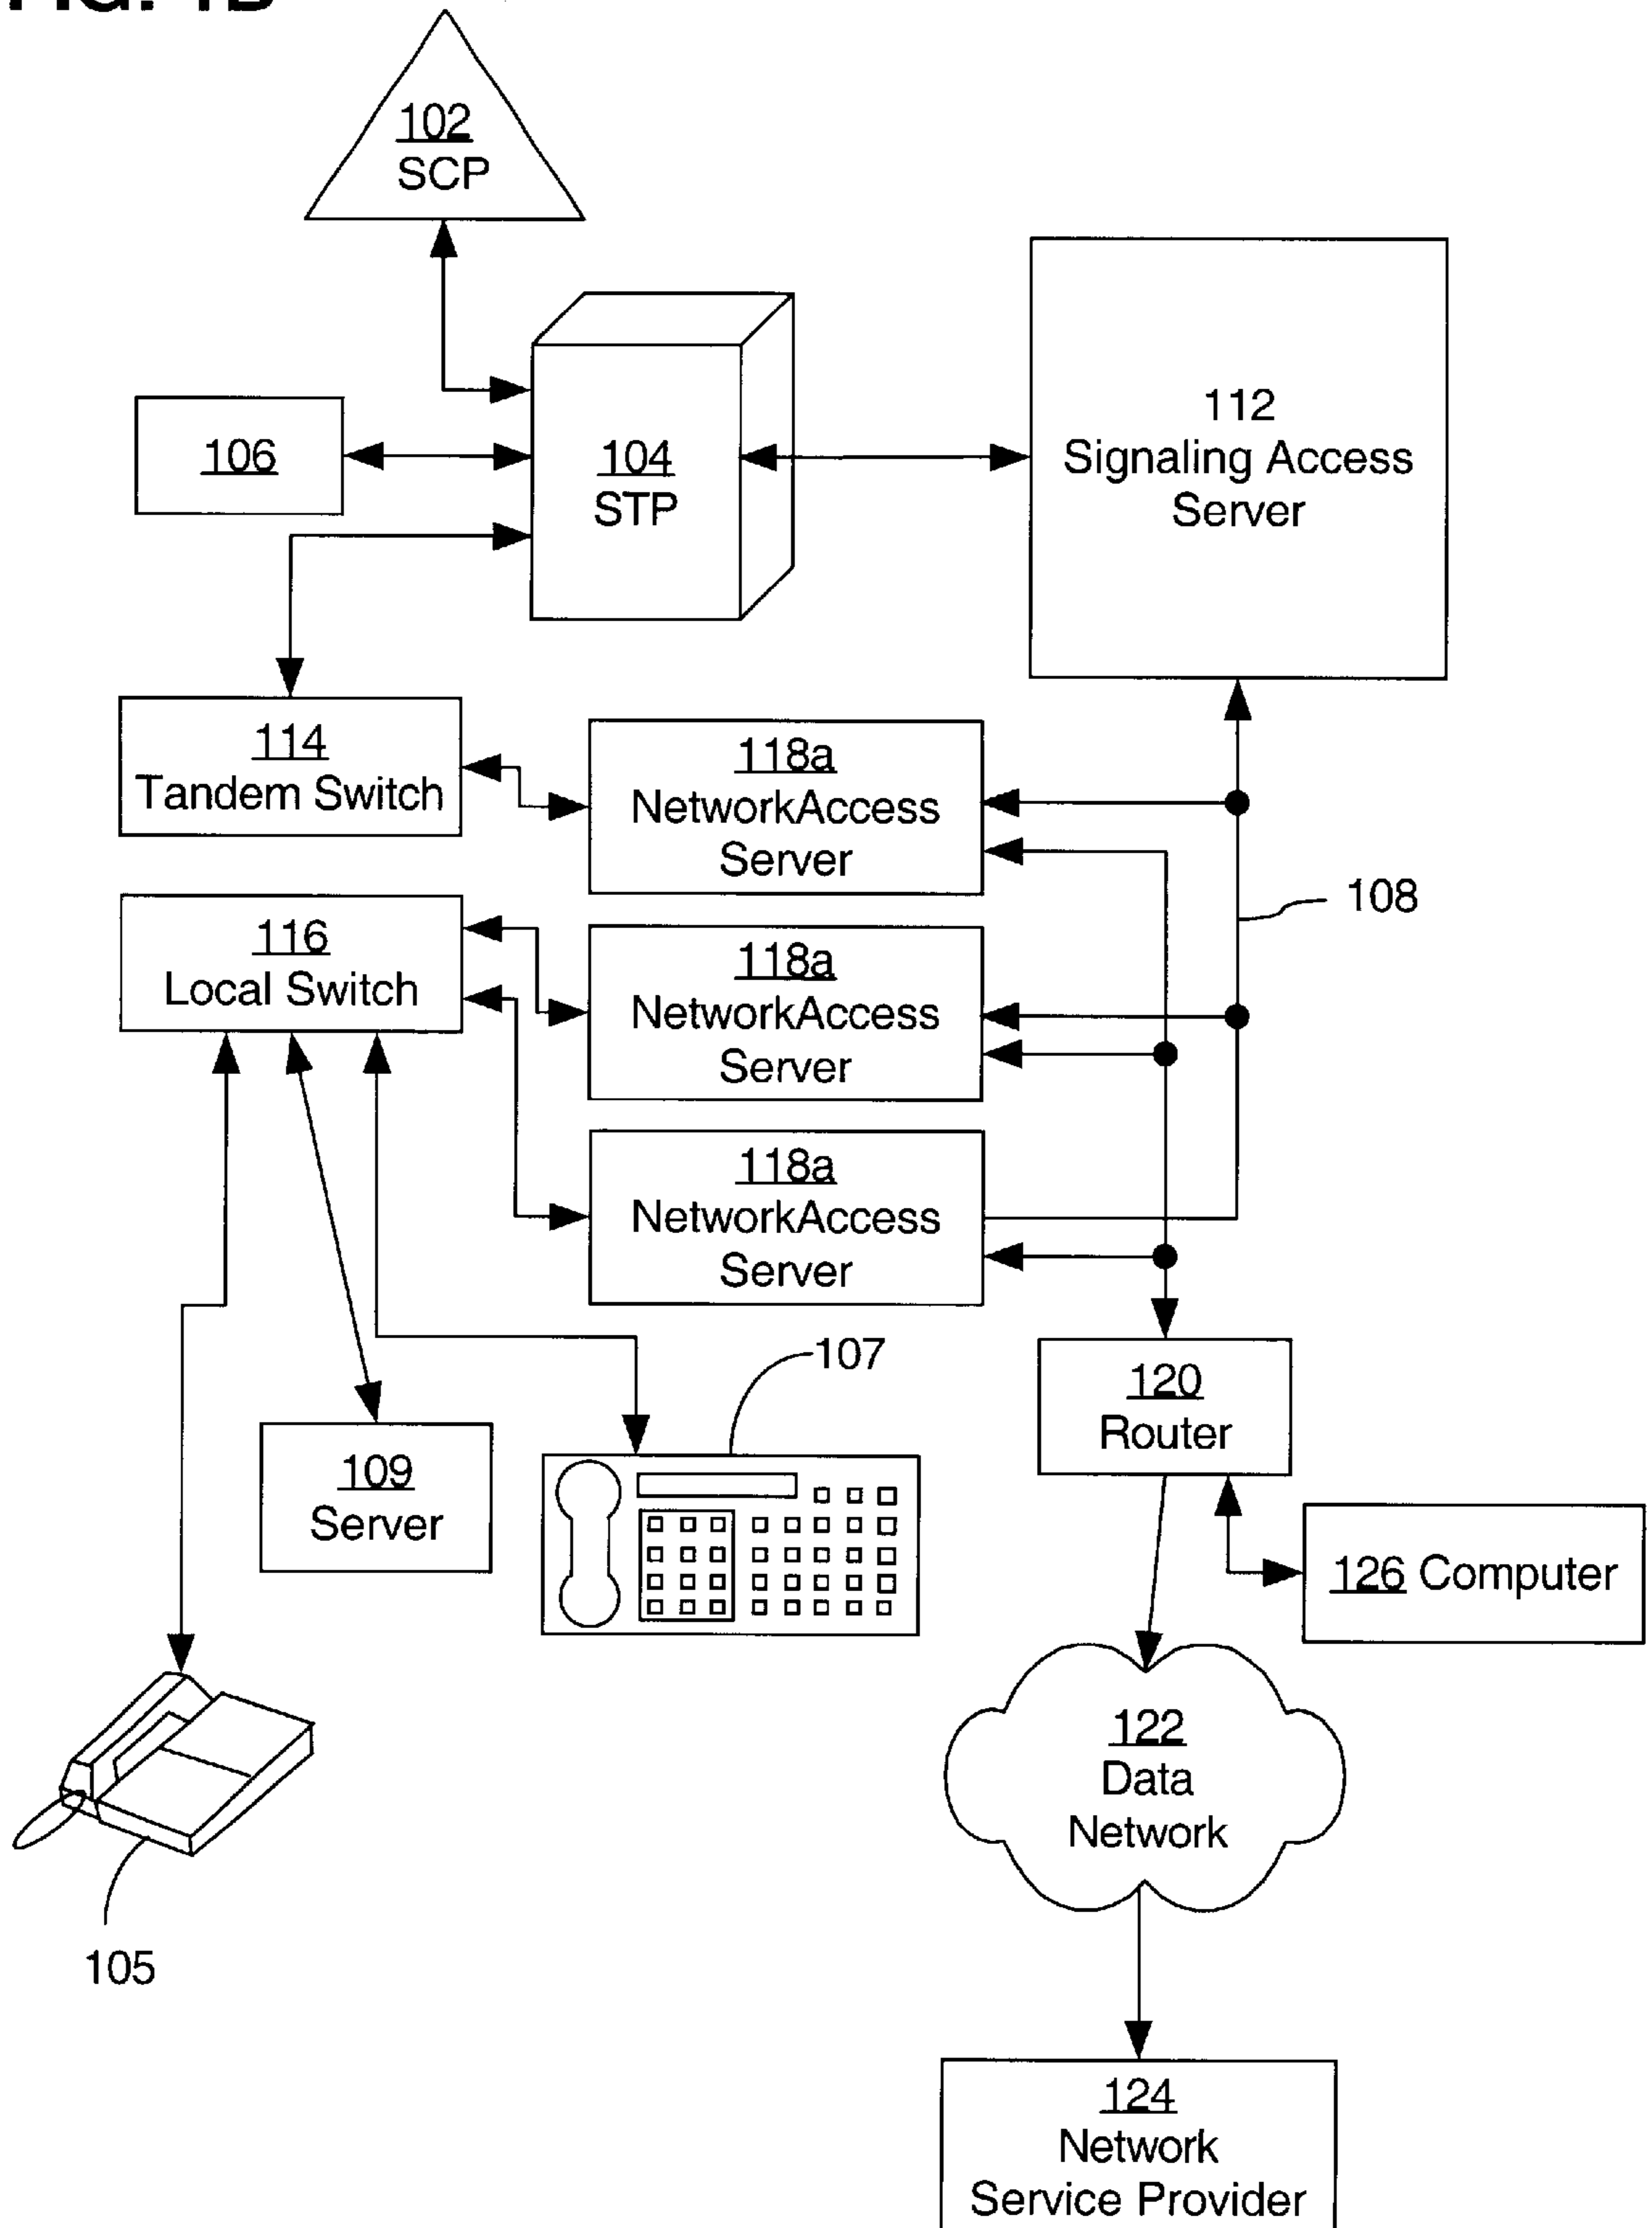 FIG. 1B
102
SCP
106
104
STP
112
Signaling Access
Server
114
Tandem Switch
118a
NetworkAccess
Server
108
116
Local Switch
118a
NetworkAccess
Server
118a
NetworkAccess
Server
107
120
Router
109
Server
126 Computer
122
Data
Network
105
124
Network
Service Provider